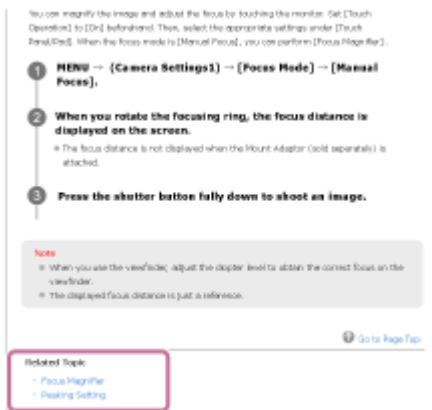 You can magnify the image and adjust the focus by touching the monitor. Set [Touch
Operation] to [On] beforehand. Then, select the appropriate settings under [Touch
Panel/Pad]. When the focus mode is [Manual Focus], you can perform [Focus Magnifier].
1 MENU → (Camera Settings1) → [Focus Mode] → [Manual
Focus].
2 When you rotate the focusing ring, the focus distance is
displayed on the screen.
The focus distance is not displayed when the Mount Adaptor (sold separately) is
attached.
3 Press the shutter button fully down to shoot an image.
Note
When you use the viewfinder, adjust the diopter level to obtain the correct focus on the
viewfinder.
The displayed focus distance is just a reference.
Go to Page Top
Related Topic
Focus Magnifier
Peaking Setting